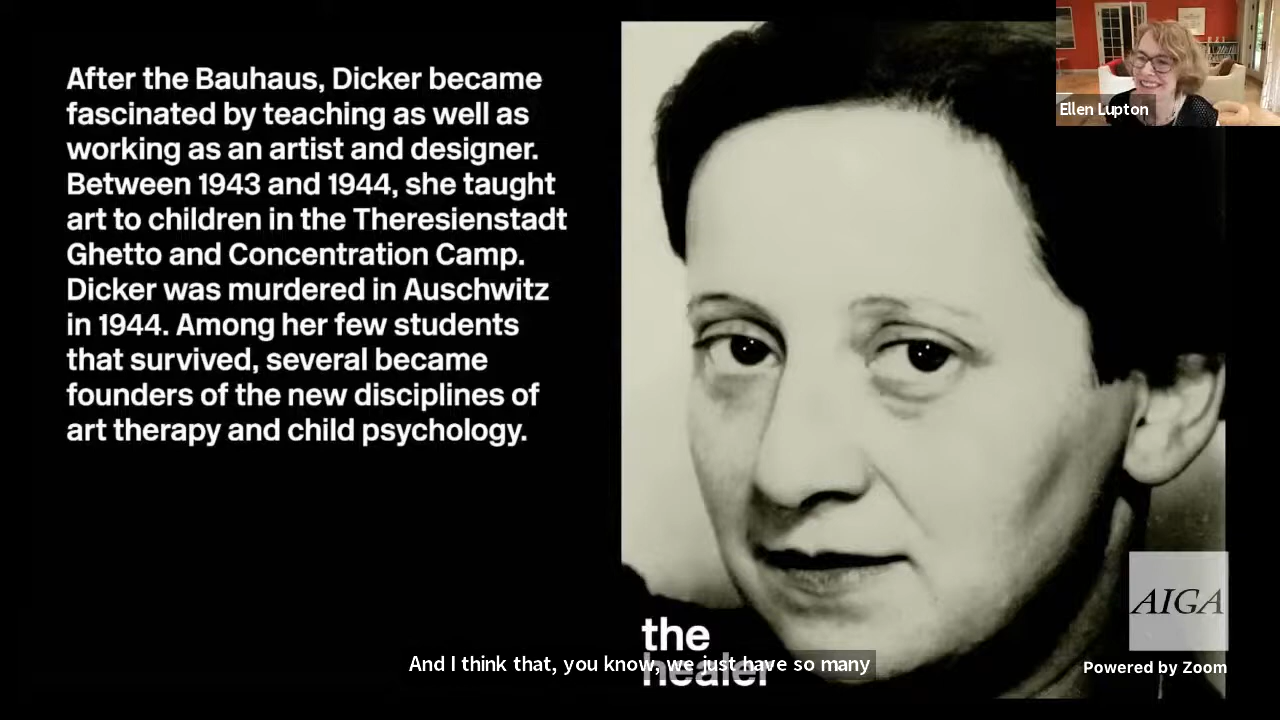 After the Bauhaus, Dicker became
fascinated by teaching as well as
working as an artist and designer.
Between 1943 and 1944, she taught
art to children in the Theresienstadt
Ghetto and Concentration Camp.
Dicker was murdered in Auschwitz
in 1944. Among her few students
that survived, several became
founders of the new disciplines of
art therapy and child psychology.
Ellen Lupton
the
healer
And I think that, you know, we just have so many
AIGA
Powered by Zoom